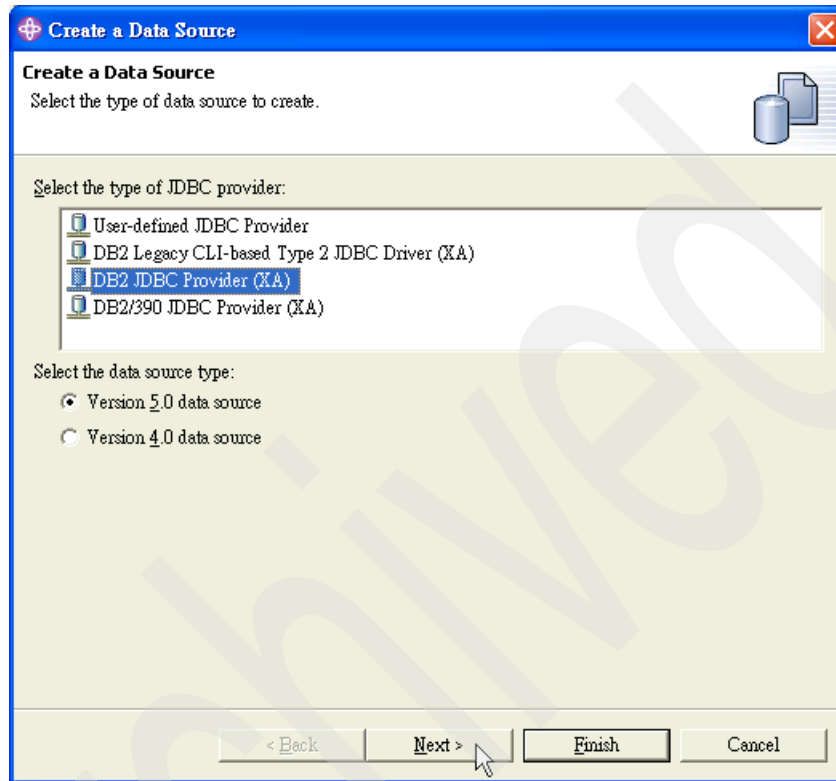 Create a Data Source
Create a Data Source
Select the type of data source to create.
Select the type of JDBC provider:
User-defined JDBC Provider
DB2 Legacy CLI-based Type 2 JDBC Driver (XA)
DB2 JDBC Provider (XA)
DB2/390 JDBC Provider (XA)
Select the data source type:
Version 5.0 data source
Version 4.0 data source
< Back Next > Finish Cancel